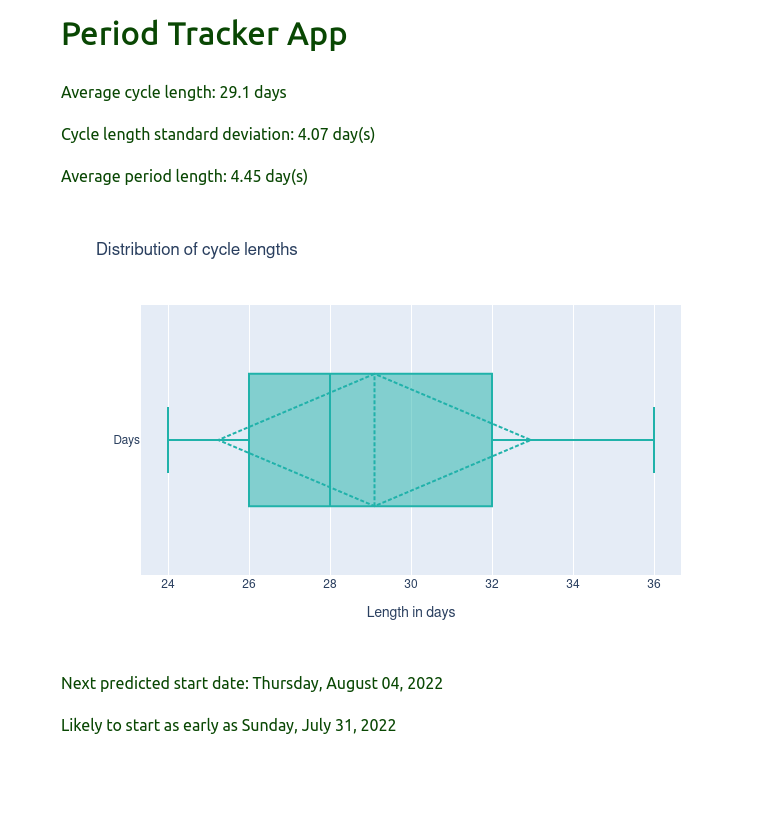 Period Tracker App
Average cycle length: 29.1 days
Cycle length standard deviation: 4.07 day(s)
Average period length: 4.45 day(s)
Distribution of cycle lengths
Days
24 26 28 30 32 34 36
Length in days
Next predicted start date: Thursday, August 04, 2022
Likely to start as early as Sunday, July 31, 2022